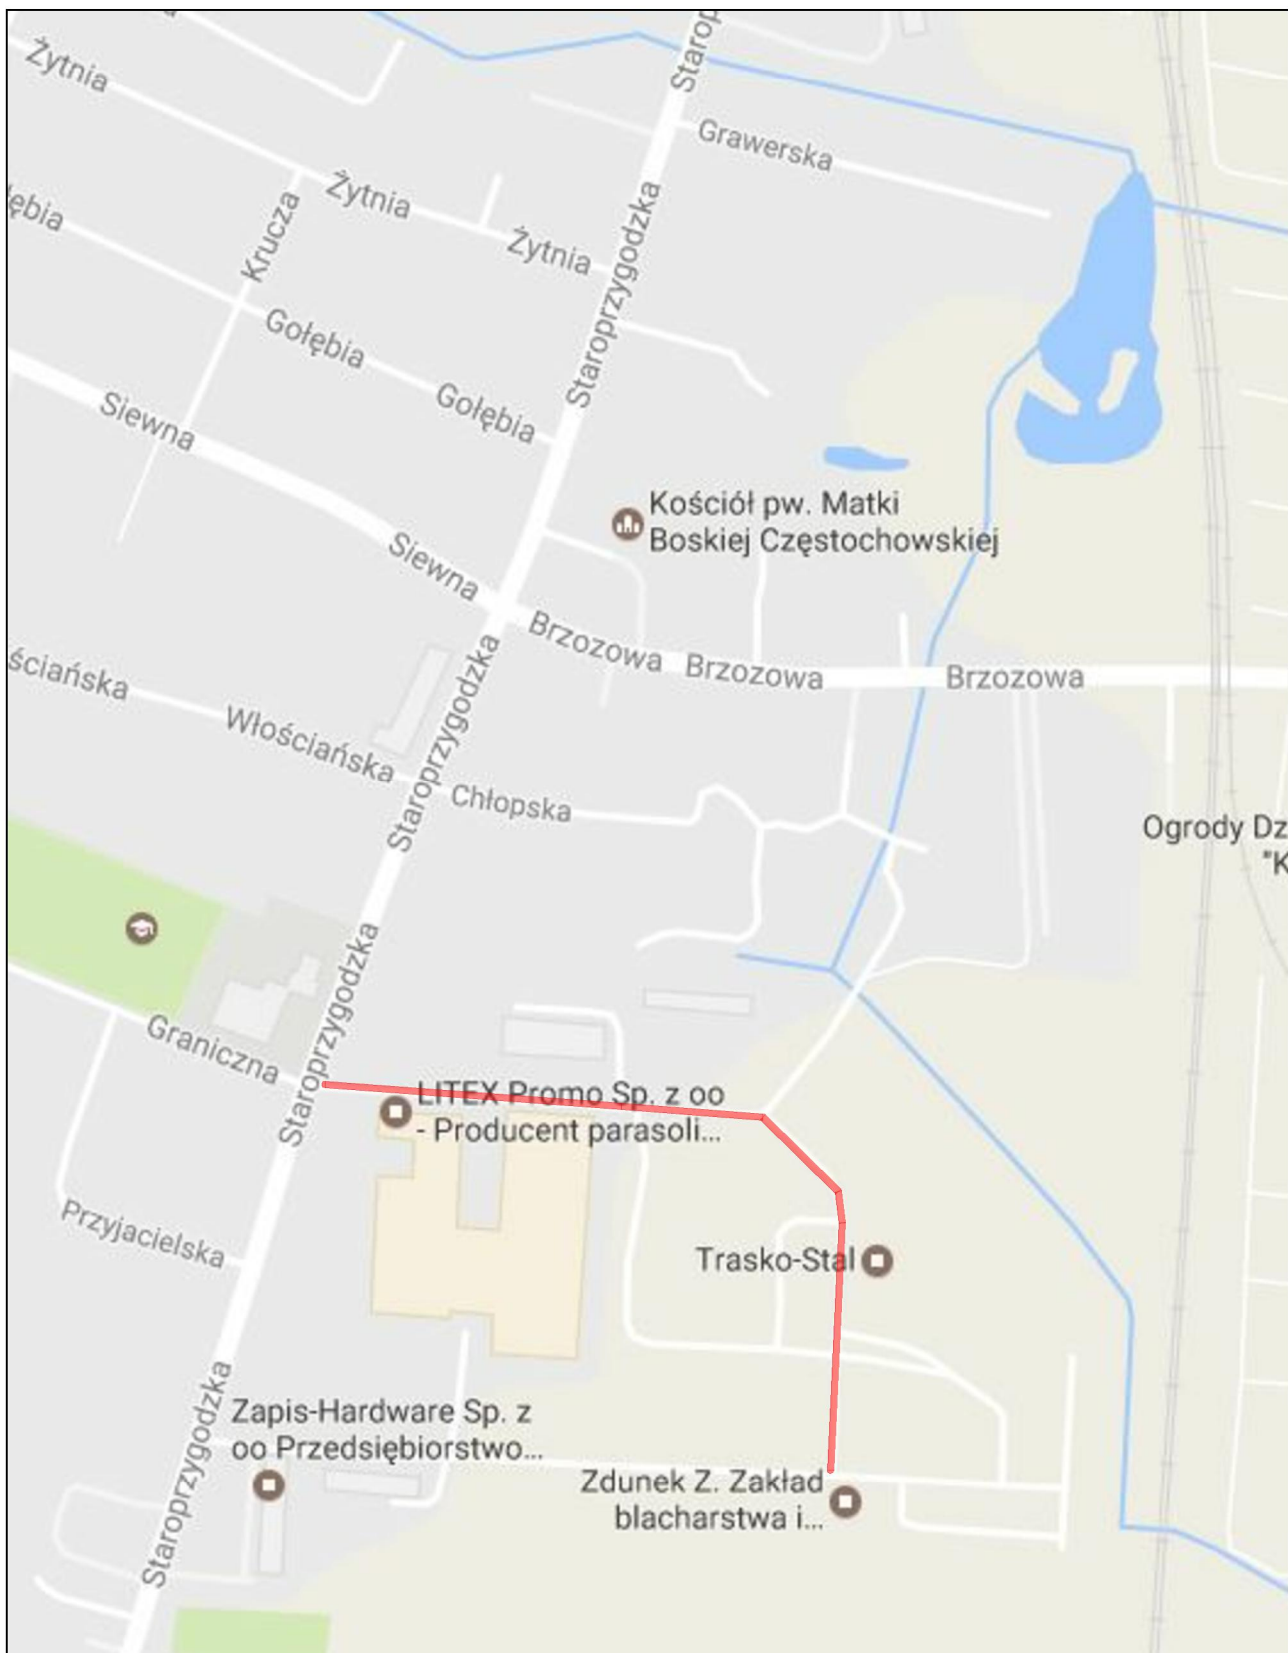 Żytnia
Starop
Grawerska
Żytnia
Krucza
Żytnia
Staroprzygodzka
Gołębia
Gołębia
Siewna
Kościół pw. Matki
Boskiej Częstochowskiej
Siewna
Brzozowa
Brzozowa
Brzozowa
Włościańska
Staroprzygodzka
Chłopska
Ogrody Dz
"K
Staroprzygodzka
Graniczna
LITEX Promo Sp. z oo
- Producent parasoli...
Przyjacielska
Trasko-Stal
Staroprzygodzka
Zapis-Hardware Sp. z
oo Przedsiębiorstwo...
Zdunek Z. Zakład
blacharstwa i...